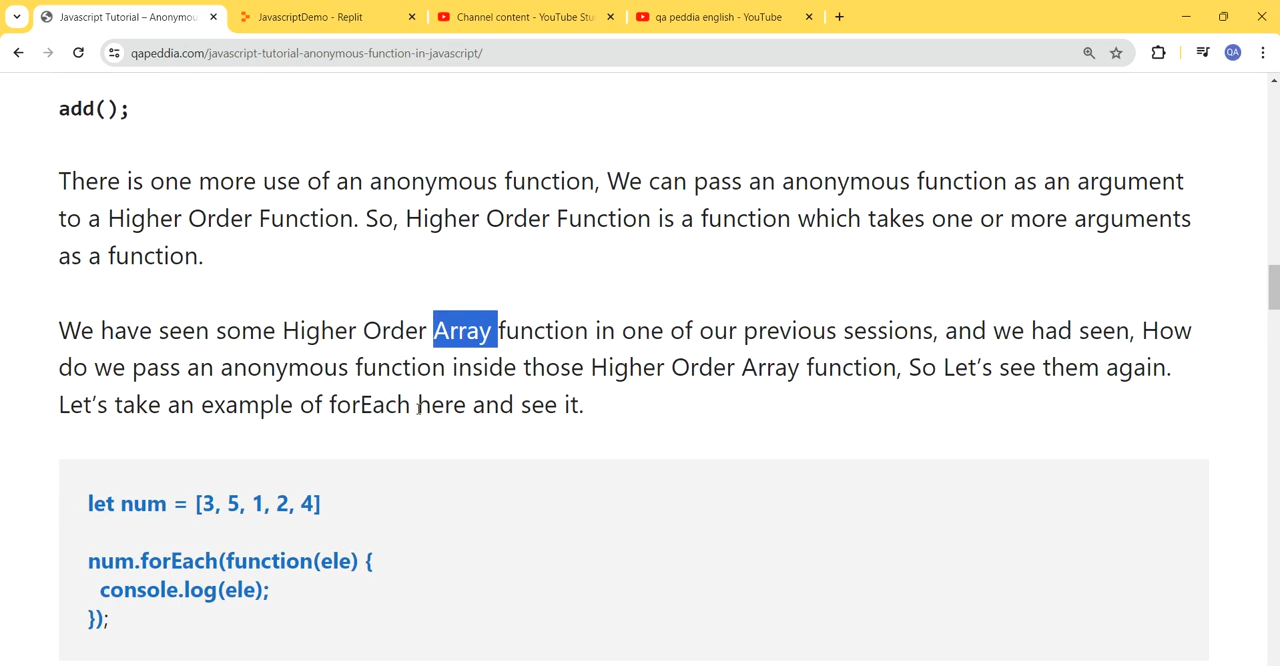 Javascript Tutorial – Anonymou
JavascriptDemo - Replit
Channel content - YouTube Stu
qa peddia english - YouTube
qapeddia.com/javascript-tutorial-anonymous-function-in-javascript/
QA
add();
There is one more use of an anonymous function, We can pass an anonymous function as an argument
to a Higher Order Function. So, Higher Order Function is a function which takes one or more arguments
as a function.
We have seen some Higher Order Array function in one of our previous sessions, and we had seen, How
do we pass an anonymous function inside those Higher Order Array function, So Let’s see them again.
Let’s take an example of forEach here and see it.
let num = [3, 5, 1, 2, 4]
num.forEach(function(ele) {
console.log(ele);
});